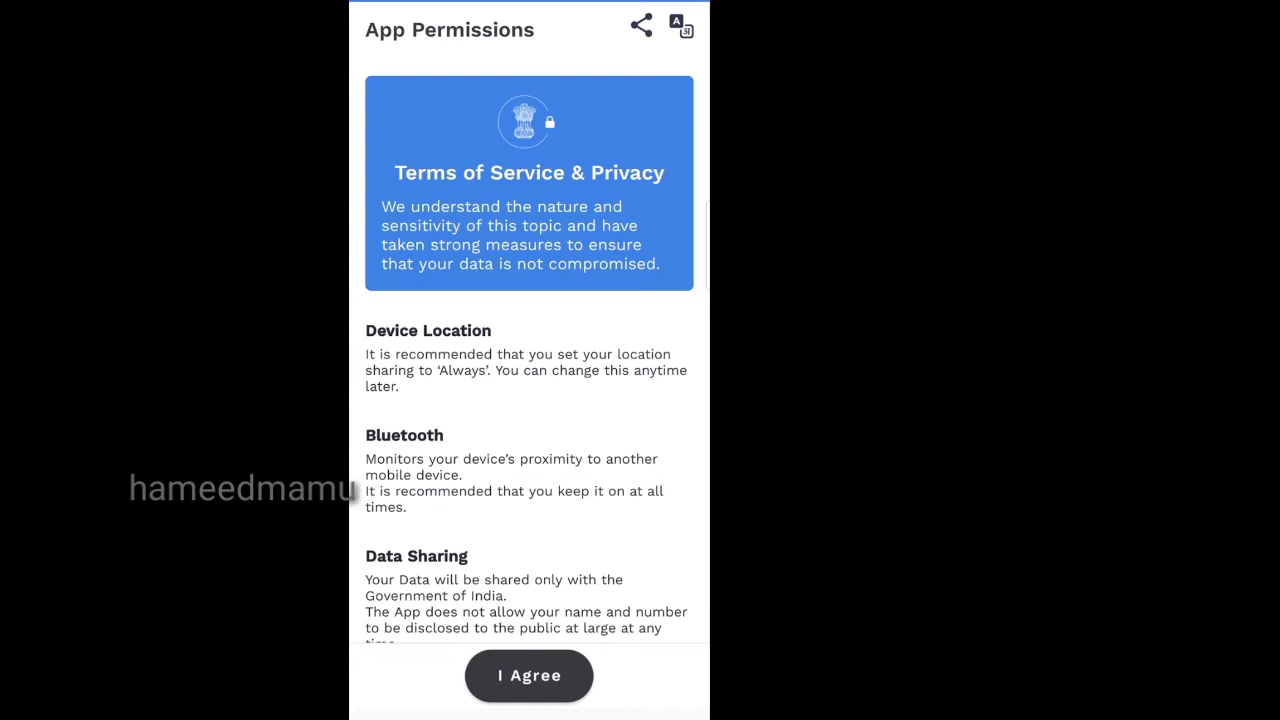 App Permissions
A
अ
Terms of Service & Privacy
We understand the nature and
sensitivity of this topic and have
taken strong measures to ensure
that your data is not compromised.
Device Location
It is recommended that you set your location
sharing to ‘Always’. You can change this anytime
later.
Bluetooth
Monitors your device’s proximity to another
mobile device.
It is recommended that you keep it on at all
times.
hameedmamu
Data Sharing
Your Data will be shared only with the
Government of India.
The App does not allow your name and number
to be disclosed to the public at large at any
time.
I Agree